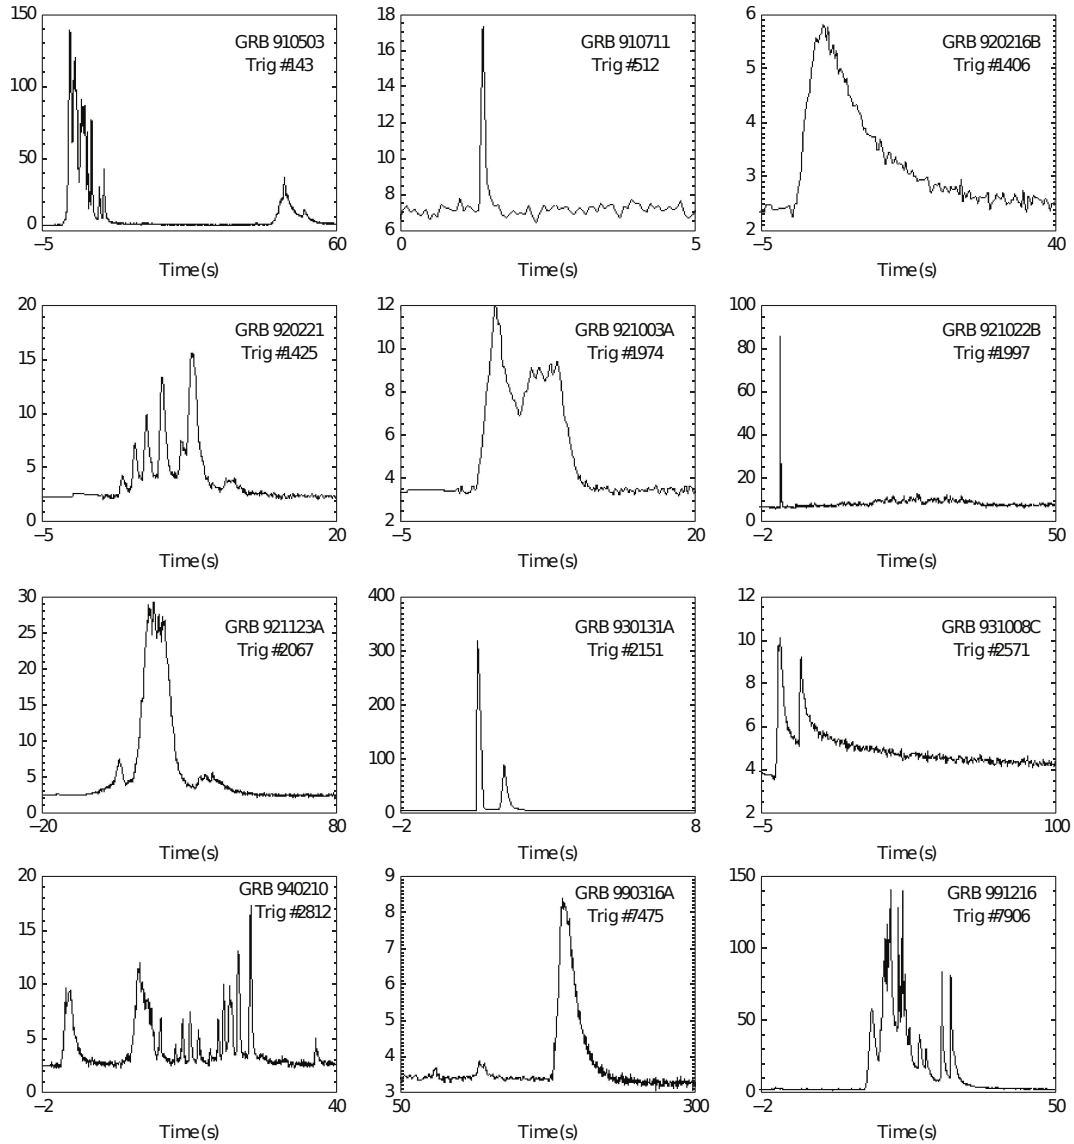 150
100
50
0
−5
60
GRB 910503
Trig #143
Time (s)
18
16
14
12
10
8
6
0
5
GRB 910711
Trig #512
Time (s)
6
5
4
3
2
−5
40
GRB 920216B
Trig #1406
Time (s)
20
15
10
5
0
−5
20
GRB 920221
Trig #1425
Time (s)
12
10
8
6
4
2
−5
20
GRB 921003A
Trig #1974
Time (s)
100
80
60
40
20
0
−2
50
GRB 921022B
Trig #1997
Time (s)
30
25
20
15
10
5
0
−20
80
GRB 921123A
Trig #2067
Time (s)
400
300
200
100
0
−2
8
GRB 930131A
Trig #2151
Time (s)
12
10
8
6
4
2
−5
100
GRB 931008C
Trig #2571
Time (s)
20
15
10
5
0
−2
40
GRB 940210
Trig #2812
Time (s)
9
8
7
6
5
4
3
50
300
GRB 990316A
Trig #7475
Time (s)
150
100
50
0
−2
50
GRB 991216
Trig #7906
Time (s)